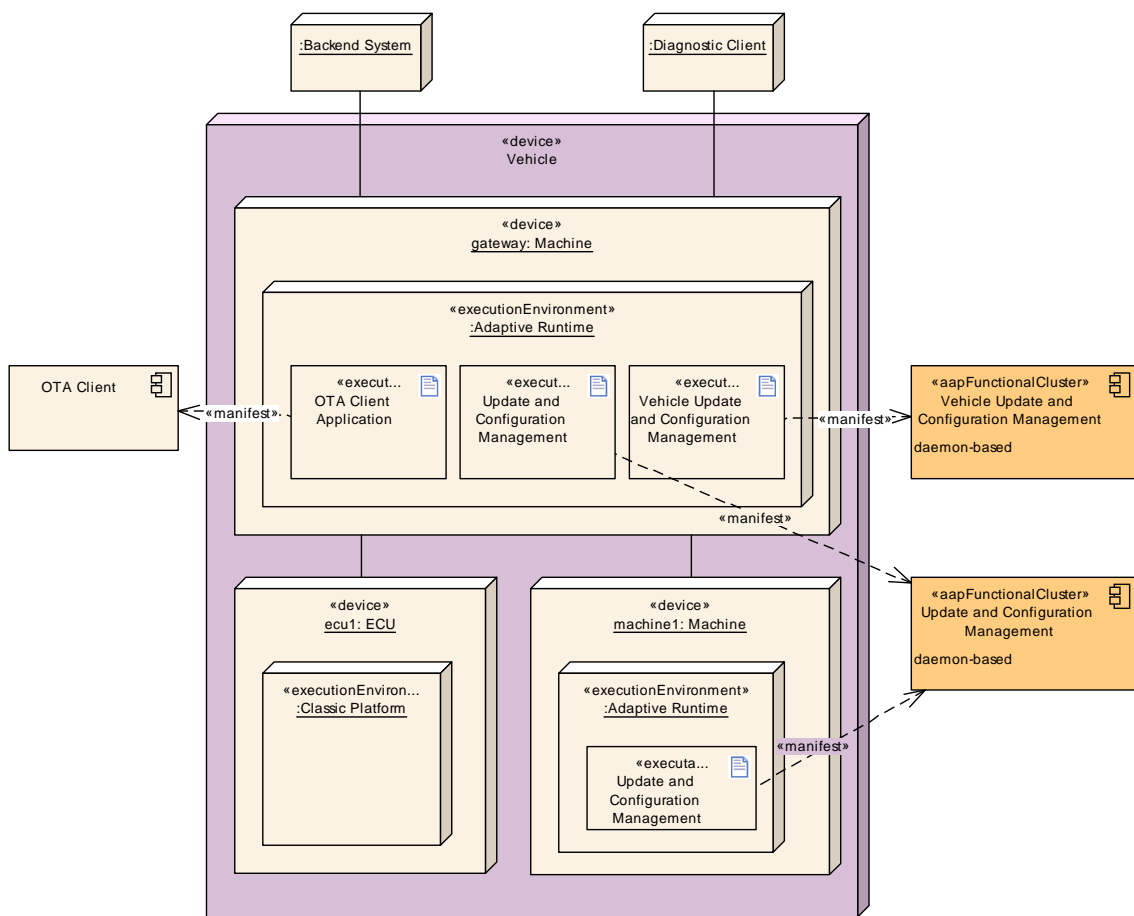 :Backend System
:Diagnostic Client
«device»
Vehicle
«device»
gateway: Machine
«executionEnvironment»
:Adaptive Runtime
OTA Client
«manifest»
«execut...
OTA Client
Application
«execut...
Update and
Configuration
Management
«execut...
Vehicle Update
and Configuration
Management
«manifest»
«aapFunctionalCluster»
Vehicle Update and
Configuration Management
daemon-based
«manifest»
«device»
ecu1: ECU
«executionEnviron...
:Classic Platform
«device»
machine1: Machine
«executionEnvironment»
:Adaptive Runtime
«executa...
Update and
Configuration
Management
«manifest»
«aapFunctionalCluster»
Update and Configuration
Management
daemon-based